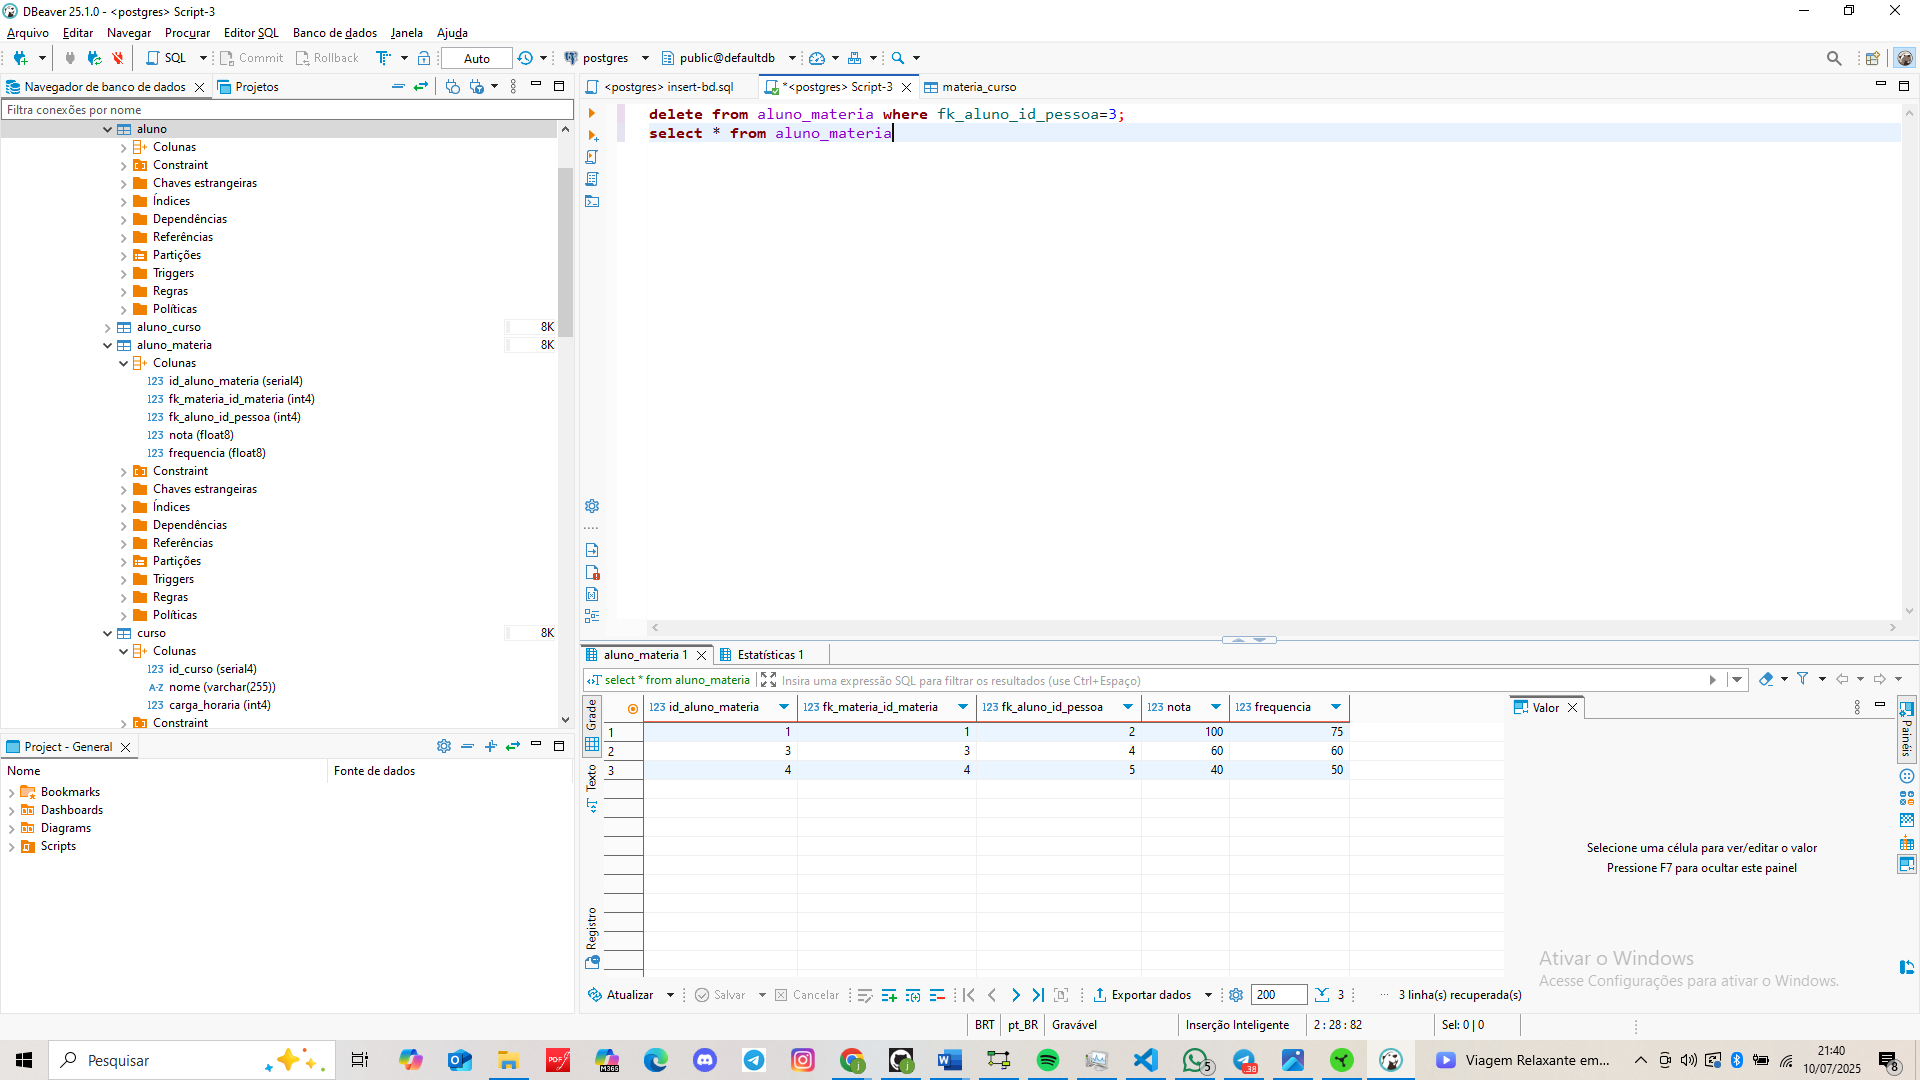 DBeaver 25.1.0 - <postgres> Script-3
Arquivo Editar Navegar Procurar Editor SQL Banco de dados Janela Ajuda
SQL Commit Rollback Auto postgres public@defaultdb
Navegador de banco de dados Projetos
Filtra conexões por nome
aluno
Colunas
Constraint
Chaves estrangeiras
Índices
Dependências
Referências
Partições
Triggers
Regras
Políticas
aluno_curso 8K
aluno_materia 8K
Colunas
123 id_aluno_materia (serial4)
123 fk_materia_id_materia (int4)
123 fk_aluno_id_pessoa (int4)
123 nota (float8)
123 frequencia (float8)
Constraint
Chaves estrangeiras
Índices
Dependências
Referências
Partições
Triggers
Regras
Políticas
curso 8K
Colunas
123 id_curso (serial4)
A-Z nome (varchar(255))
123 carga_horaria (int4)
Constraint
Project - General
Nome Fonte de dados
Bookmarks
Dashboards
Diagrams
Scripts
<postgres> insert-bd.sql *<postgres> Script-3 materia_curso
delete from aluno_materia where fk_aluno_id_pessoa=3;
select * from aluno_materia
aluno_materia 1 Estatísticas 1
select * from aluno_materia Insira uma expressão SQL para filtrar os resultados (use Ctrl+Espaço)
Grade
Texto
Registro
123 id_aluno_materia 123 fk_materia_id_materia 123 fk_aluno_id_pessoa 123 nota 123 frequencia
1 1 1 2 100 75
2 3 3 4 60 60
3 4 4 5 40 50
Valor
Painéis
Selecione uma célula para ver/editar o valor
Pressione F7 para ocultar este painel
Ativar o Windows
Acesse Configurações para ativar o Windows.
Atualizar Salvar Cancelar Exportar dados 200 3 ... 3 linha(s) recuperada(s)
BRT pt_BR Gravável Inserção Inteligente 2 : 28 : 82 Sel: 0 | 0
Pesquisar
PDF
M365
5
38
Viagem Relaxante em...
21:40
10/07/2025
8